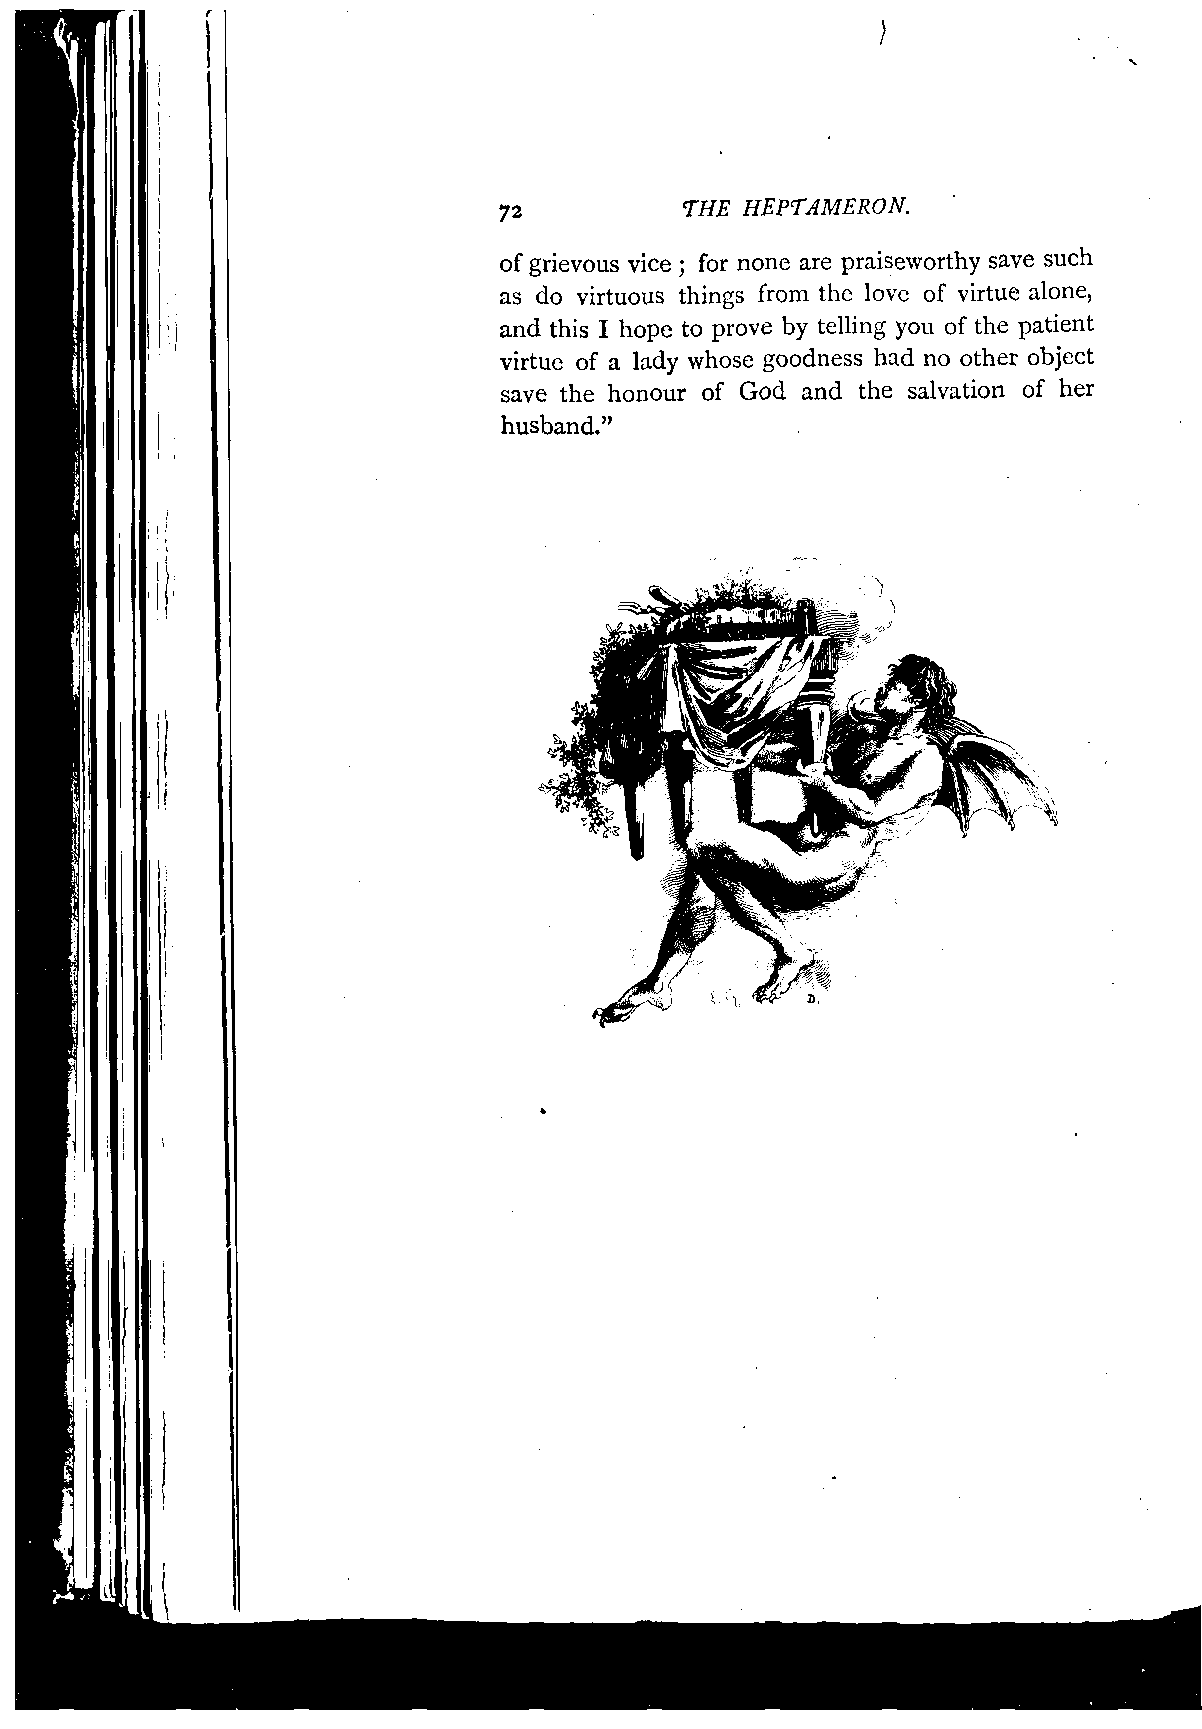 72 THE HEPTAMERON.
of grievous vice ; for none are praiseworthy save such
as do virtuous things from the love of virtue alone,
and this I hope to prove by telling you of the patient
virtue of a lady whose goodness had no other object
save the honour of God and the salvation of her
husband.”
D.